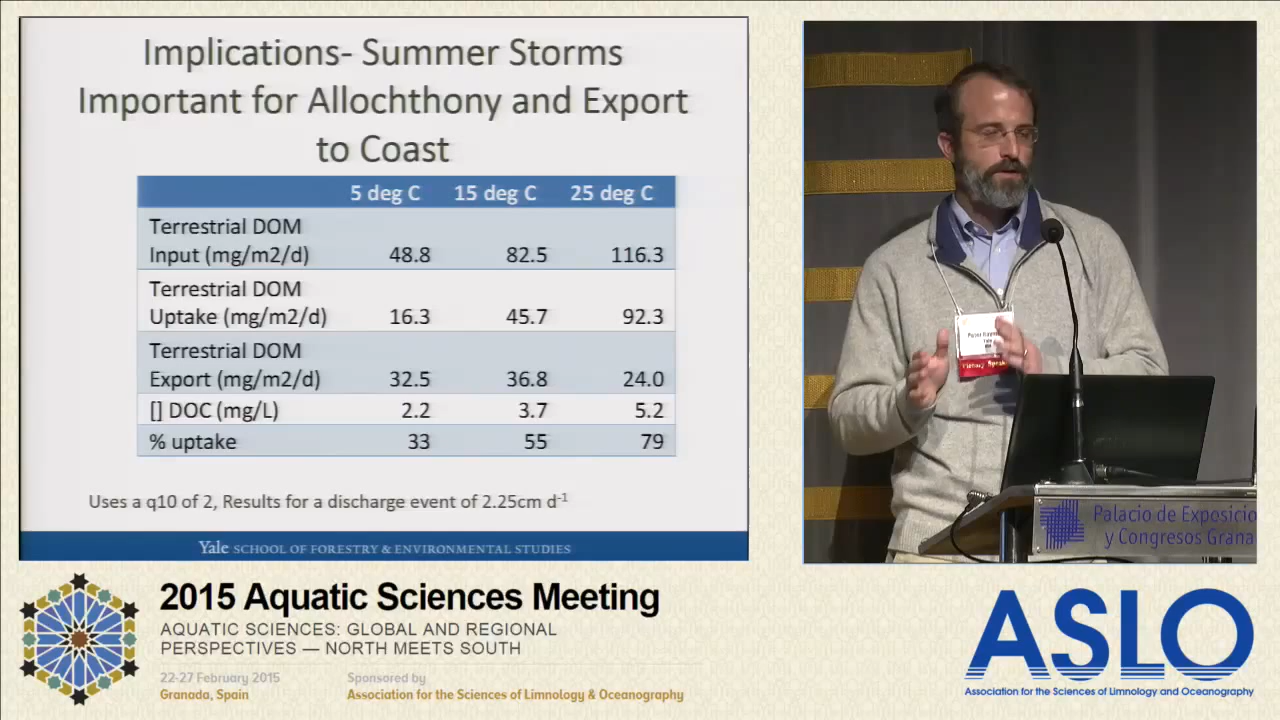 Implications- Summer Storms
Important for Allochthony and Export
to Coast
5 deg C 15 deg C 25 deg C
Terrestrial DOM
Input (mg/m2/d) 48.8 82.5 116.3
Terrestrial DOM
Uptake (mg/m2/d) 16.3 45.7 92.3
Terrestrial DOM
Export (mg/m2/d) 32.5 36.8 24.0
[] DOC (mg/L) 2.2 3.7 5.2
% uptake 33 55 79
Uses a q10 of 2, Results for a discharge event of 2.25cm d-1
Yale SCHOOL OF FORESTRY & ENVIRONMENTAL STUDIES
Peter
Yale
Plenary
Palacio de Exposicio
y Congresos Grana
2015 Aquatic Sciences Meeting
AQUATIC SCIENCES: GLOBAL AND REGIONAL
PERSPECTIVES — NORTH MEETS SOUTH
22-27 February 2015 Sponsored by
Granada, Spain Association for the Sciences of Limnology & Oceanography
ASLO
Association for the Sciences of Limnology and Oceanography